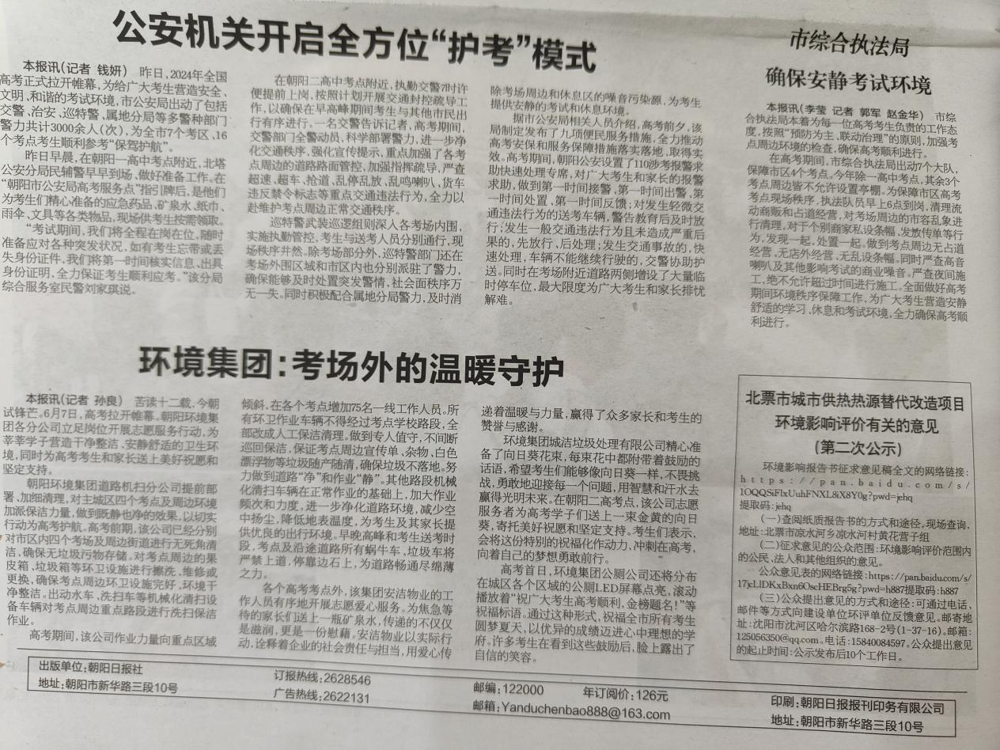 公安机关开启全方位“护考”模式
本报讯(记者 钱妍) 昨日,2024年全国
高考正式拉开帷幕,为给广大考生营造安全、
文明、和谐的考试环境,市公安局出动了包括
交警、治安、巡特警、属地分局等多警种部门
警力共计3000余人(次),为全市7个考区、16
个考点考生顺利参考“保驾护航”。
昨日早晨,在朝阳一高中考点附近,北塔
公安分局民辅警早早到场,做好准备工作。在
“朝阳市公安局高考服务点”指引牌后,是他们
为考生们精心准备的应急药品、矿泉水、纸巾、
雨伞、文具等各类物品,现场供考生按需领取。
“考试期间,我们将全程在岗在位,随时
准备应对各种突发状况,如有考生忘带或丢
失身份证件,我们将第一时间核实信息、出具
身份证明,全力保证考生顺利应考。”该分局
综合服务室民警刘家琪说。
在朝阳二高中考点附近,执勤交警7时许
便提前上岗,按照计划开展交通封控疏导工作,
以确保在早高峰期间考生与其他市民出
行有序进行。一名交警告诉记者,高考期间,
交警部门全警动员,科学部署警力,进一步净
化交通秩序,强化宣传提示,重点加强了各考
点周边的道路路面管控,加强指挥疏导,严查
超速、超车、抢道、乱停乱放、乱鸣喇叭、货车
违反禁令标志等重点交通违法行为,全力以
赴维护考点周边正常交通秩序。
巡特警武装巡逻组则深入各考场内围,
实施执勤管控,考生与送考人员分别通行,现
场秩序井然。除考场部分外,巡特警部门还在
考场外围区域和市区内也分别派驻了警力,
确保能够及时处置突发警情,社会面秩序万
无一失。同时积极配合属地分局警力,及时消
除考场周边和休息区的噪音污染源,为考生
提供安静的考试和休息环境。
据市公安局相关人员介绍,高考前夕,该
局制定发布了九项便民服务措施,全力推动
高考安保和服务保障措施落实落地,取得实
效。高考期间,朝阳公安设置了110涉考报警求
助快速处理专席,对广大考生和家长的报警
求助,做到第一时间接警、第一时间出警、第
一时间处置、第一时间反馈;对发生轻微交
通违法行为的送考车辆,警告教育后及时放
行;发生一般交通违法行为且未造成严重后
果的,先放行、后处理;发生交通事故的,快
速处理,车辆不能继续行驶的,交警协助护
送。同时在考场附近道路两侧增设了大量临
时停车位,最大限度为广大考生和家长排忧
解难。
市综合执法局
确保安静考试环境
本报讯(李莹 记者 郭军 赵金华) 市综
合执法局本着为每一位高考考生负责的工作态
度,按照“预防为主、联动治理”的原则,加强考
点周边环境的检查,确保高考顺利进行。
在高考期间,市综合执法局出动7个大队,
保障市区4个考点。今年除一高中考点,其余3个
考点周边皆不允许设置亭棚。为保障市区高考
考点现场秩序,执法队员早上6点到岗,清理流
动商贩和占道经营,对考场周边的市容乱象进
行清理,对于个别商家私设条幅,发放传单等行
为,发现一起,处置一起。做到考点周边无占道
经营,无店外经营,无乱设条幅。同时严查高音
喇叭及其他影响考试的商业噪音。严查夜间施
工,绝不允许超过时间进行施工。全面做好高考
期间环境秩序保障工作,为广大考生营造安静
舒适的学习、休息和考试环境,全力确保高考顺
利进行。
环境集团:考场外的温暖守护
本报讯(记者 孙良) 苦读十二载,今朝
试锋芒。6月7日,高考拉开帷幕。朝阳环境集
团各分公司立足岗位开展志愿服务行动,为
莘莘学子营造干净整洁、安静舒适的卫生环
境,同时为高考考生和家长送上美好祝愿和
坚定支持。
朝阳环境集团道路机扫分公司提前部
署、加细清理,对主城区四个考点及周边环境
加派保洁力量,做出既静也净的效果,以切实
行动为高考护航。高考前期,该公司已经分别
对市区内四个考场及周边街道进行无死角清
洁,确保无垃圾污物存储。对考点周边的果
皮箱、垃圾箱等环卫设施进行擦洗、维修或
更换,确保考点周边环卫设施完好,环境干
净整洁。出动水车、洗扫车等机械化清扫设
备车辆对考点周边重点路段进行洗扫保洁
作业。
高考期间,该公司作业力量向重点区域
倾斜,在各个考点增加75名一线工作人员。所
有环卫作业车辆不得经过考点学校路段,全
部改成人工保洁清理。做到专人值守,不间断
巡回保洁,保证考点周边宣传单、杂物、白色
漂浮物等垃圾随产随清,确保垃圾不落地。努
力做到道路“净”和作业“静”。其他路段机械
化清扫车辆在正常作业的基础上,加大作业
频次和力度,进一步净化道路环境,减少空
中扬尘,降低地表温度,为考生及其家长提
供优良的出行环境。早晚高峰和考生送考时
段,考点及沿途道路所有蜗牛车,垃圾车将
严禁上道,停靠边石上,为道路畅通尽绵薄
之力。
各个高考考点外,该集团安洁物业的工
作人员有序地开展志愿爱心服务。为焦急等
待的家长们送上一瓶矿泉水,传递的不仅仅
是滋润,更是一份慰藉。安洁物业以实际行
动,诠释着企业的社会责任与担当,用爱心传
递着温暖与力量,赢得了众多家长和考生的
赞誉与感谢。
环境集团城洁垃圾处理有限公司精心准
备了向日葵花束,每束花中都附带着鼓励的
话语,希望考生们能够像向日葵一样,不畏挑
战,勇敢地迎接每一个问题,用智慧和汗水去
赢得光明未来。在朝阳二高考点,该公司志愿
服务者为高考学子们送上一束金黄的向日
葵,寄托美好祝愿和坚定支持。考生们表示,
会将这份特别的祝福化作动力,冲刺在高考,
向着自己的梦想勇敢前行。
高考首日,环境集团公厕公司还将分布
在城区各个区域的公厕LED屏幕点亮,滚动
播放着“祝广大考生高考顺利,金榜题名!”等
祝福标语。通过这种形式,祝福全市所有考生
圆梦夏天,以优异的成绩迈进心中理想的学
府。许多考生在看到这些鼓励后,脸上露出了
自信的笑容。
北票市城市供热热源替代改造项目
环境影响评价有关的意见
(第二次公示)
环境影响报告书征求意见稿全文的网络链接:
https://pan.baidu.com/s/
1OQQSiFlxUuhFNXL8iX8Y0g?pwd=jehq
提取码:jehq
(一)查阅纸质报告书的方式和途径,现场查询,
地址:北票市凉水河乡凉水河村黄花营子组
(二)征求意见的公众范围:环境影响评价范围内
的公民、法人和其他组织的意见。
公众意见表的网络链接:https://pan.baidu.com/s/
17jcLlDKxBxn6OscHEBrg5g?pwd=h887提取码:h887
(三)公众提出意见的方式和途径:可通过电话、
邮件等方式向建设单位环评单位反馈意见。邮寄地
址:沈阳市沈河区哈尔滨路168-2号(1-37-16)。邮箱:
125056350@qq.com。电话:15840084597。公众提出意见
的起止时间:公示发布后10个工作日。
出版单位:朝阳日报社
地址:朝阳市新华路三段10号
订报热线:2628546
广告热线:2622131
邮编:122000 年订阅价:126元
邮箱:Yanduchenbao888@163.com
印刷:朝阳日报报刊印务有限公司
地址:朝阳市新华路三段10号